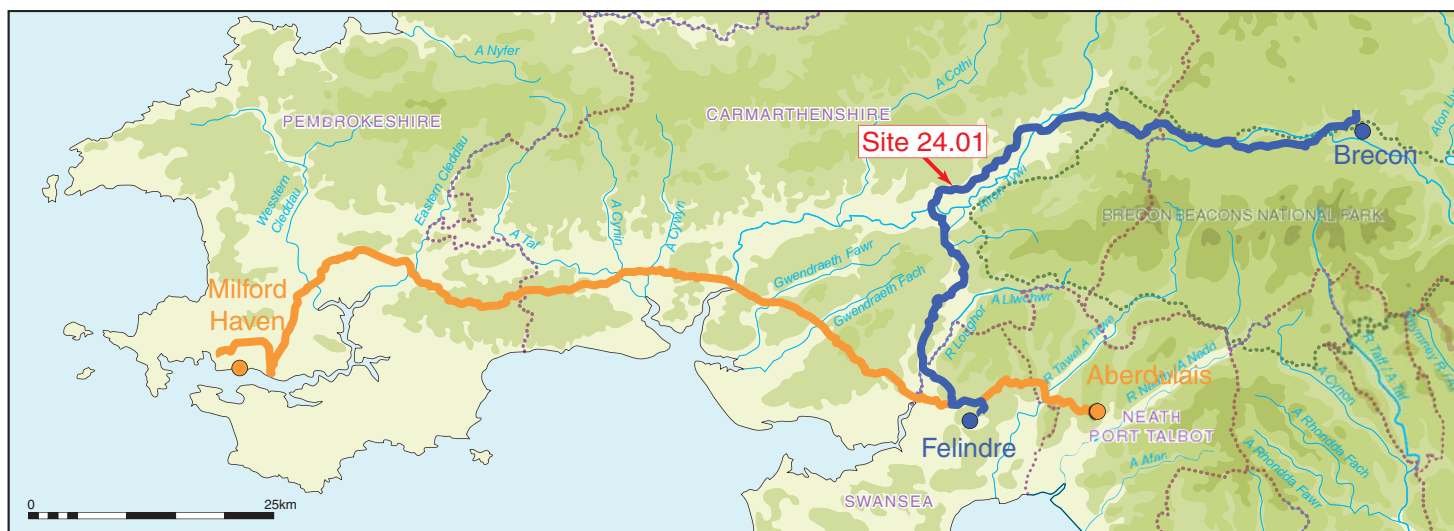 A Nyfer
A Cothi
PEMBROKESHIRE
CARMARTHENSHIRE
Site 24.01
Brecon
Western
Cleddau
Eastern Cleddau
A Taf
A Cynin
A Cywyn
Afon Tywi
BRECON BEACONS NATIONAL PARK
Gwendraeth Fawr
Gwendraeth Fach
A Llwchwr
R Loughor
R Tawe/A Tawe
R Neath/A Nedd
R Taff / A Taf
Milford
Haven
Aberdulais
A Cynon
NEATH
PORT TALBOT
A Rhondda Fach
A Rhondda Fawr
A Afan
Felindre
SWANSEA
0
25km